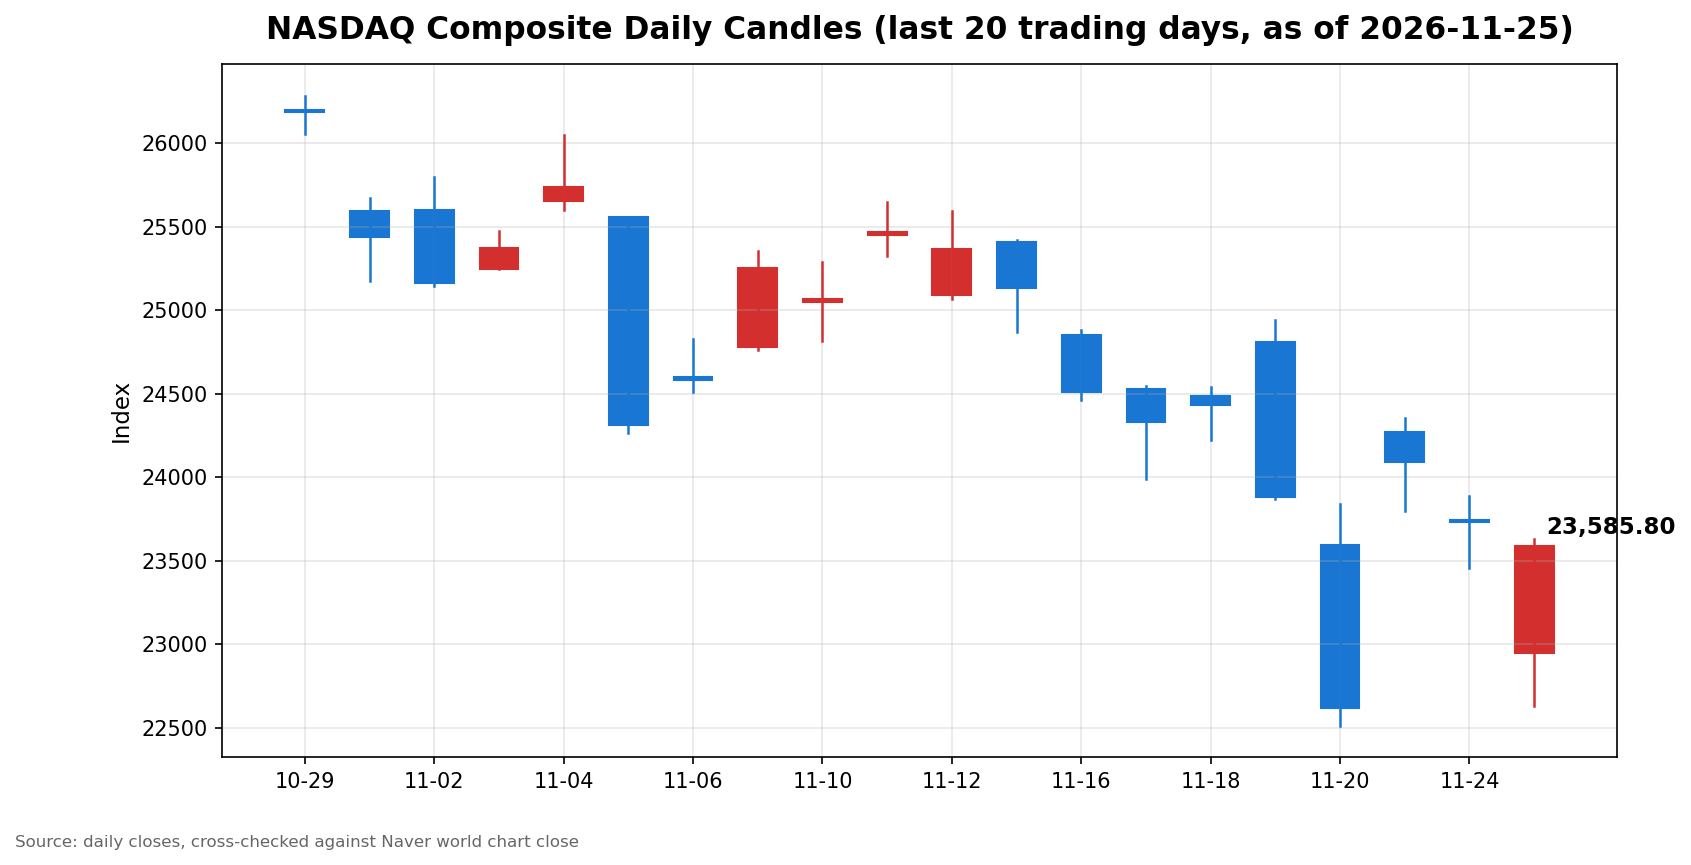 NASDAQ Composite Daily Candles (last 20 trading days, as of 2026-11-25)
Index
26000
25500
25000
24500
24000
23500
23000
22500
23,585.80
10-29 11-02 11-04 11-06 11-10 11-12 11-16 11-18 11-20 11-24
Source: daily closes, cross-checked against Naver world chart close